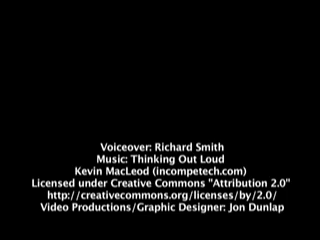 Voiceover: Richard Smith
Music: Thinking Out Loud
Kevin MacLeod (incompetech.com)
Licensed under Creative Commons "Attribution 2.0"
http://creativecommons.org/licenses/by/2.0/
Video Productions/Graphic Designer: Jon Dunlap